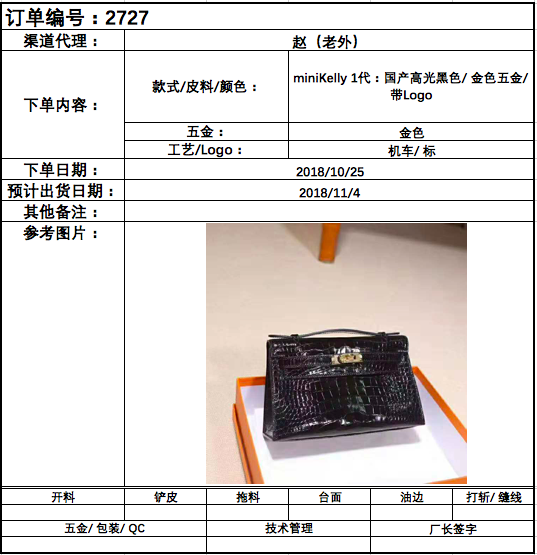 订单编号：2727
渠道代理： 赵（老外）
下单内容：
款式/皮料/颜色： miniKelly 1代：国产高光黑色/ 金色五金/
带Logo
五金： 金色
工艺/Logo： 机车/ 标
下单日期： 2018/10/25
预计出货日期： 2018/11/4
其他备注：
参考图片：
开料 铲皮 拖料 台面 油边 打斩/ 缝线
五金/ 包装/ QC 技术管理 厂长签字